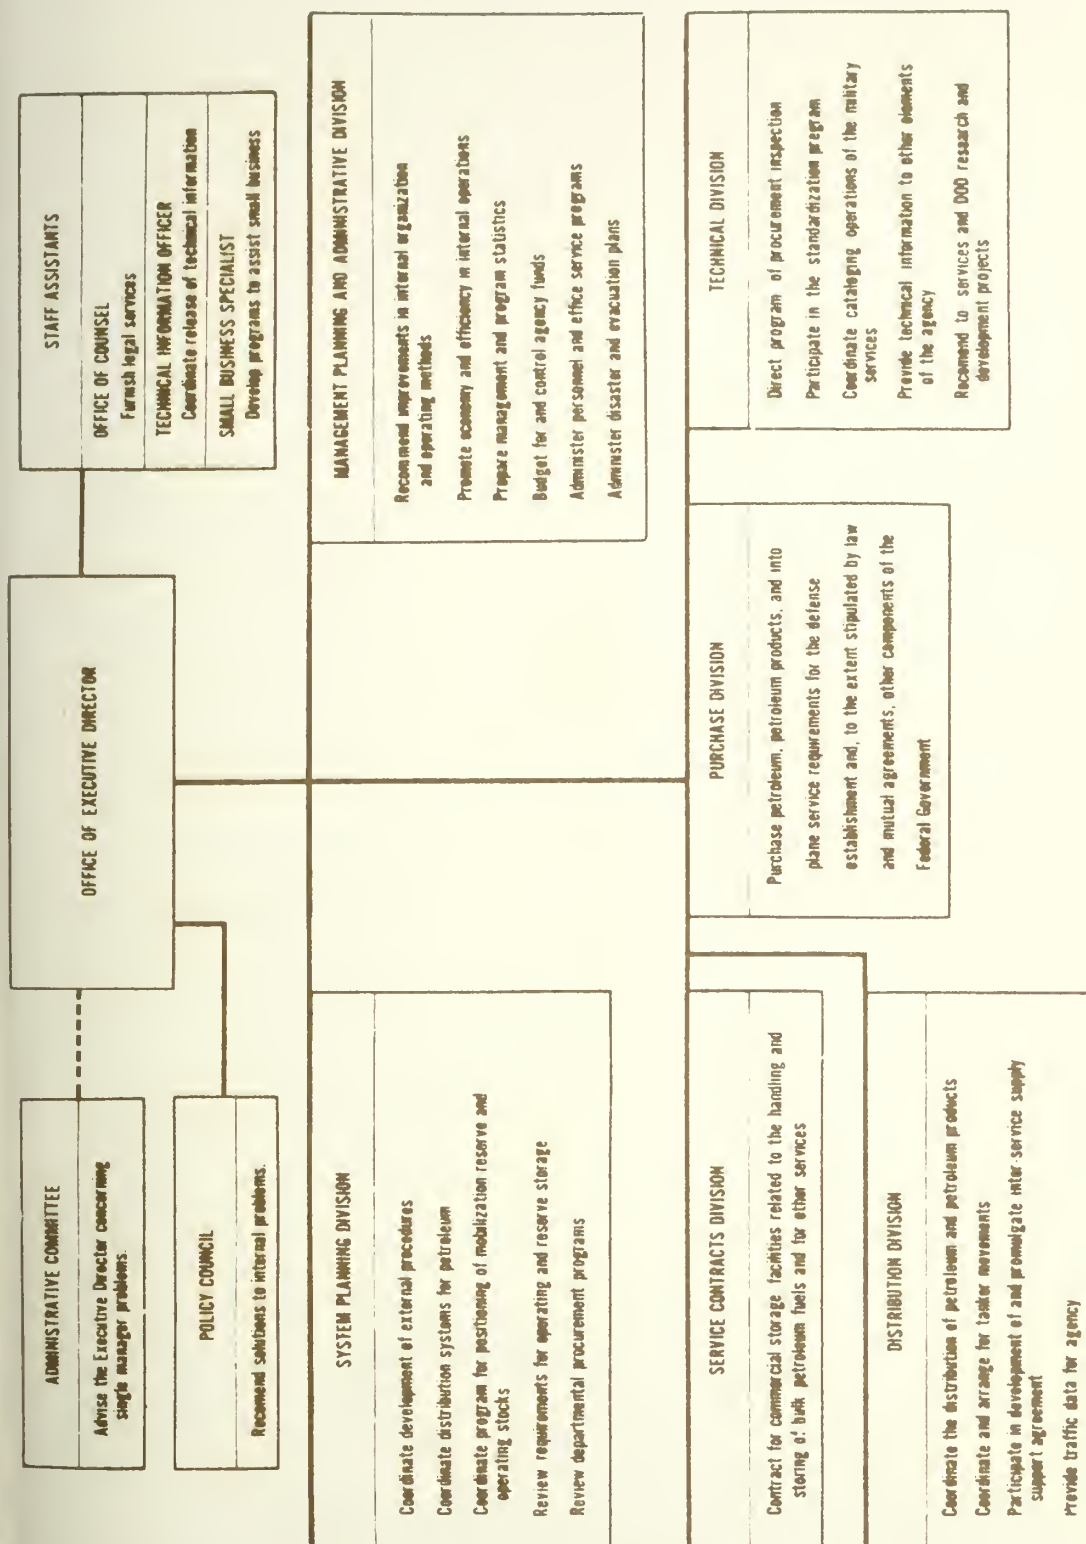 ADMINISTRATIVE COMMITTEE
Advise the Executive Director concerning
single manager problems.
POLICY COUNCIL
Recommend solutions to internal problems.
OFFICE OF EXECUTIVE DIRECTOR
STAFF ASSISTANTS
OFFICE OF COUNSEL
Furnish legal services
TECHNICAL INFORMATION OFFICER
Coordinate release of technical information
SMALL BUSINESS SPECIALIST
Develop programs to assist small business
SYSTEM PLANNING DIVISION
Coordinate development of external procedures
Coordinate distribution systems for petroleum
Coordinate program for positioning of mobilization reserve and
operating stocks
Review requirements for operating and reserve storage
Review departmental procurement programs
MANAGEMENT PLANNING AND ADMINISTRATIVE DIVISION
Recommend improvements in internal organization
and operating methods
Promote economy and efficiency in internal operations
Prepare management and program statistics
Budget for and control agency funds
Administer personnel and office service programs
Administer disaster and evacuation plans
SERVICE CONTRACTS DIVISION
Contract for commercial storage facilities related to the handling and
storing of bulk petroleum fuels and for other services
DISTRIBUTION DIVISION
Coordinate the distribution of petroleum and petroleum products
Coordinate and arrange for tanker movements
Participate in development of and promulgate inter-service supply
support agreement
Provide traffic data for agency
PURCHASE DIVISION
Purchase petroleum, petroleum products, and into
plane service requirements for the defense
establishment and, to the extent stipulated by law
and mutual agreements, other components of the
Federal Government
TECHNICAL DIVISION
Direct program of procurement inspection
Participate in the standardization program
Coordinate cataloging operations of the military
services
Provide technical information to other elements
of the agency
Recommend to services and DOD research and
development projects